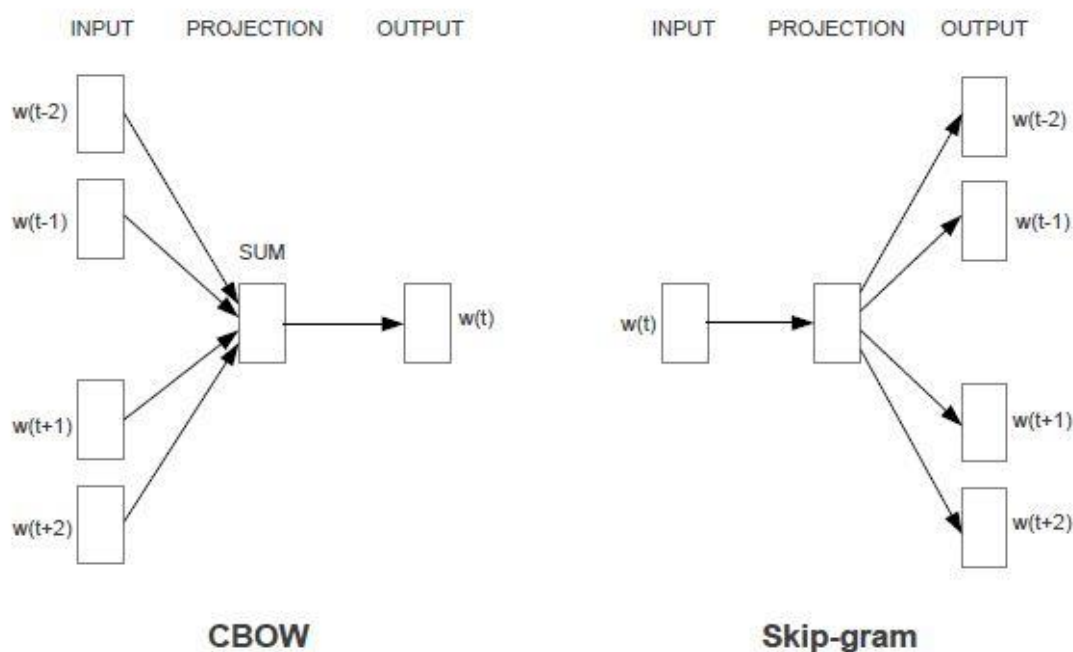 INPUT PROJECTION OUTPUT
w(t-2)
w(t-1)
SUM
w(t)
w(t+1)
w(t+2)
CBOW
INPUT PROJECTION OUTPUT
w(t-2)
w(t-1)
w(t)
w(t+1)
w(t+2)
Skip-gram